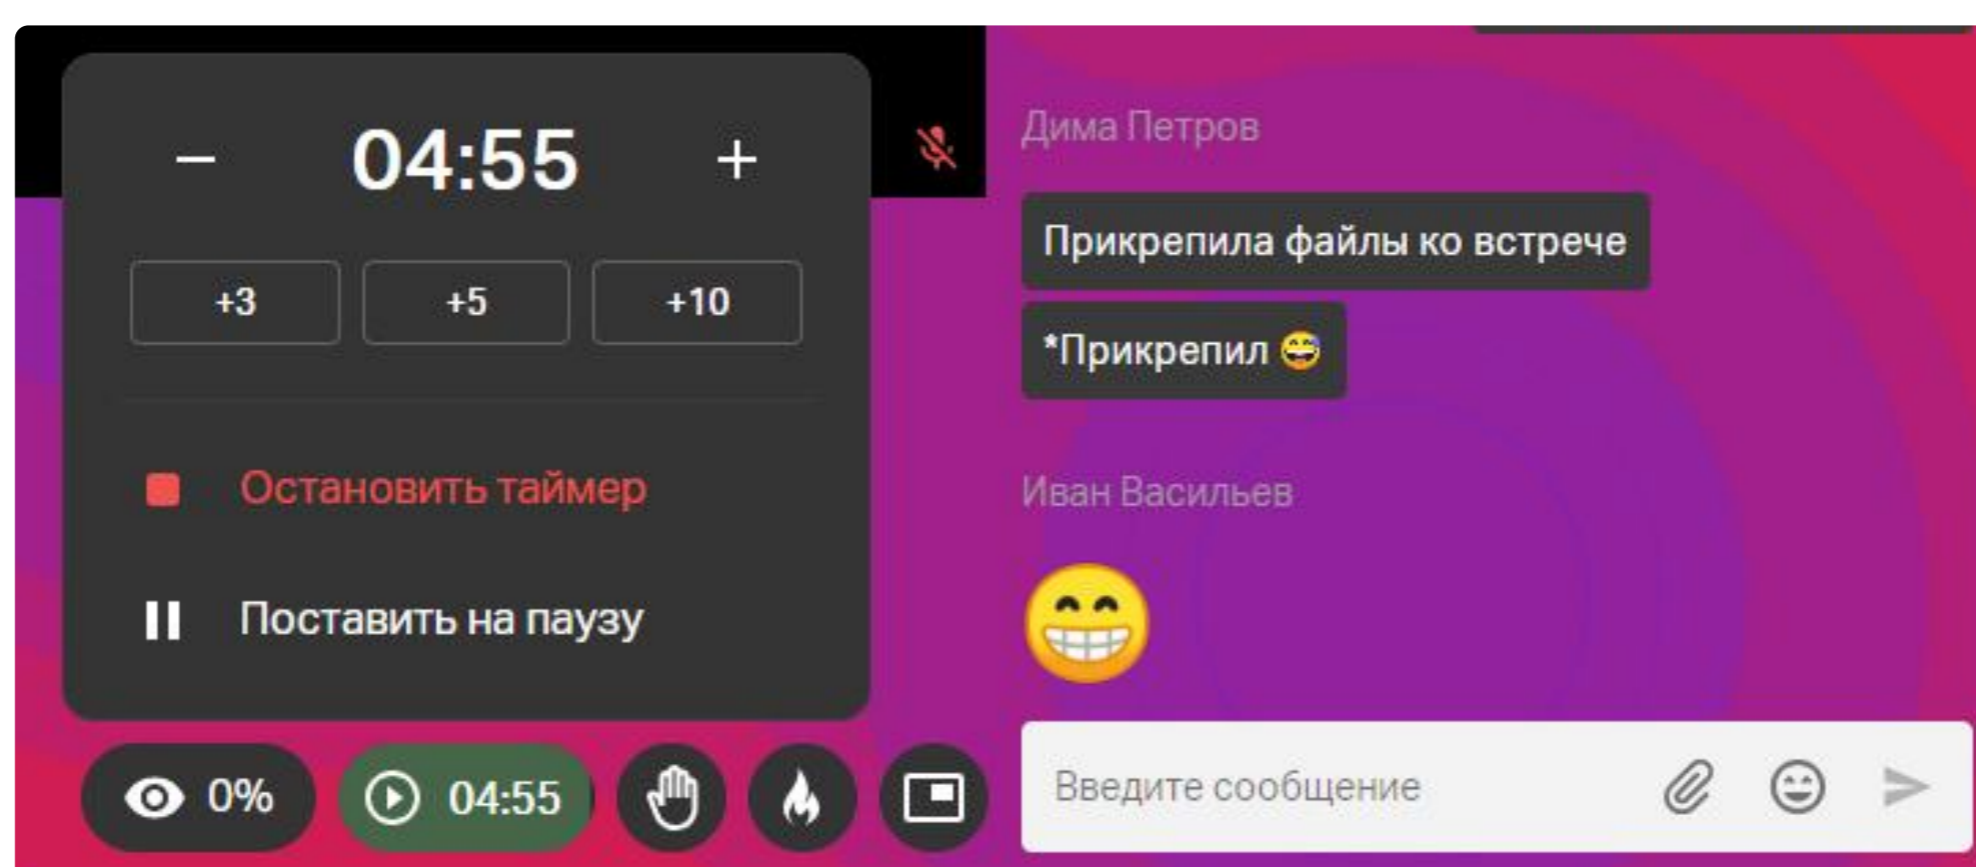 04:55
+3 +5 +10
Остановить таймер
Поставить на паузу
0% 04:55
Дима Петров
Прикрепила файлы ко встрече
*Прикрепил 😅
Иван Васильев
😁
Введите сообщение